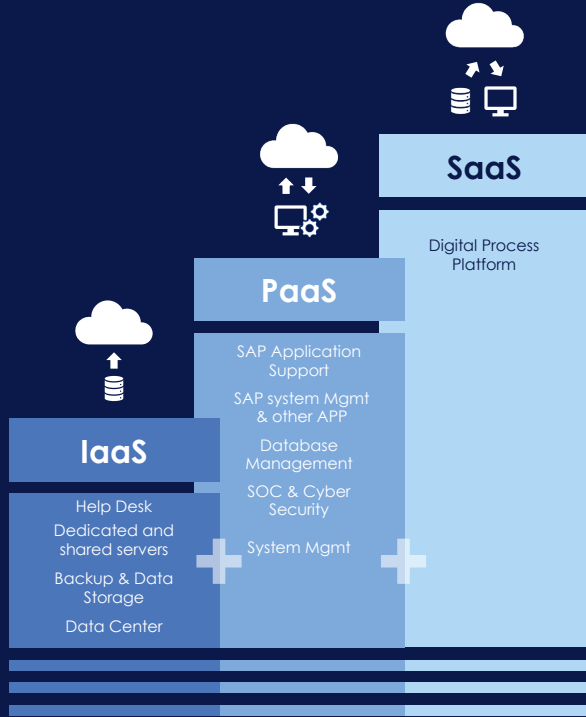 SaaS
Digital Process
Platform
PaaS
SAP Application
Support
SAP system Mgmt
& other APP
Database
Management
SOC & Cyber
Security
System Mgmt
IaaS
Help Desk
Dedicated and
shared servers
Backup & Data
Storage
Data Center